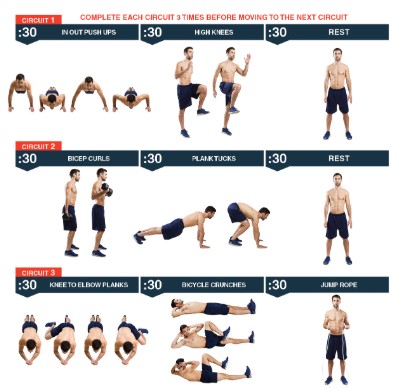 CIRCUIT 1 COMPLETE EACH CIRCUIT 3 TIMES BEFORE MOVING TO THE NEXT CIRCUIT
:30 IN OUT PUSH UPS :30 HIGH KNEES :30 REST
CIRCUIT 2
:30 BICEP CURLS :30 PLANK TUCKS :30 REST
CIRCUIT 3
:30 KNEE TO ELBOW PLANKS :30 BICYCLE CRUNCHES :30 JUMP ROPE